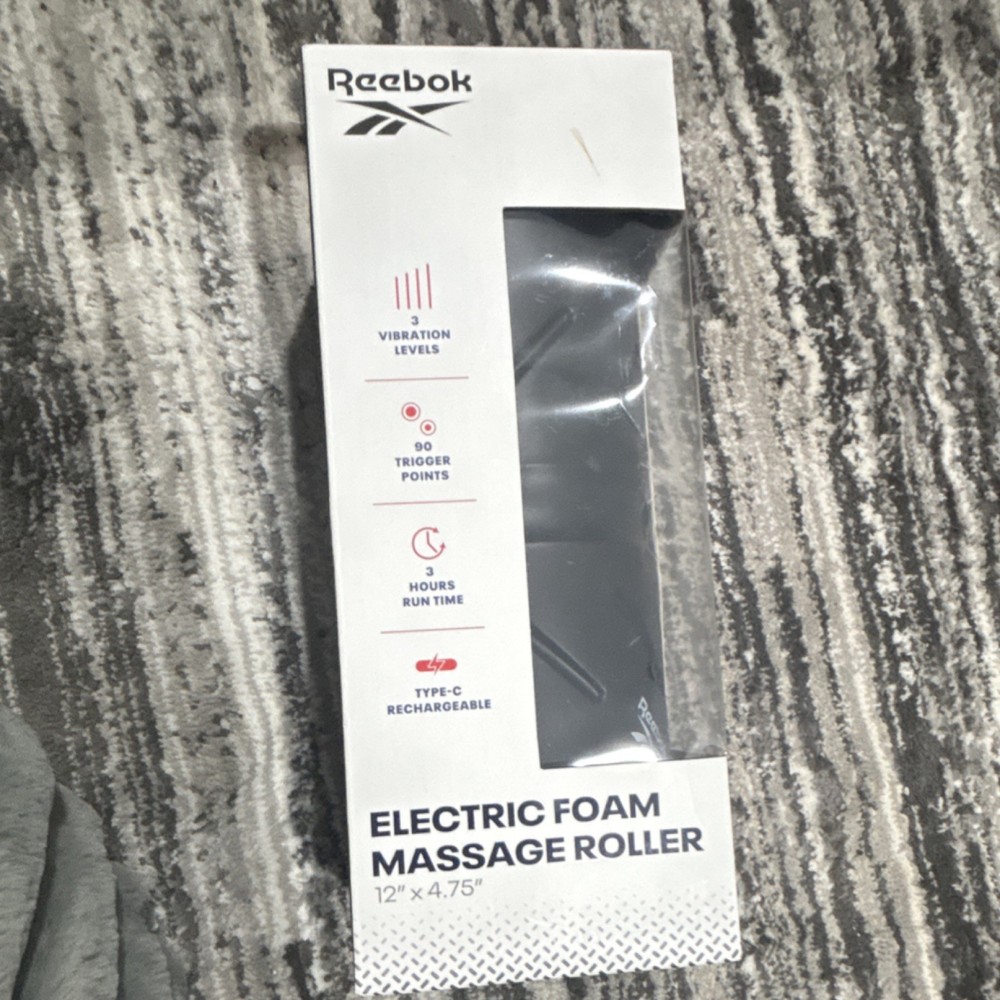 Reebok
3
VIBRATION
LEVELS
90
TRIGGER
POINTS
3
HOURS
RUN TIME
TYPE-C
RECHARGEABLE
ELECTRIC FOAM
MASSAGE ROLLER
12" x 4.75"